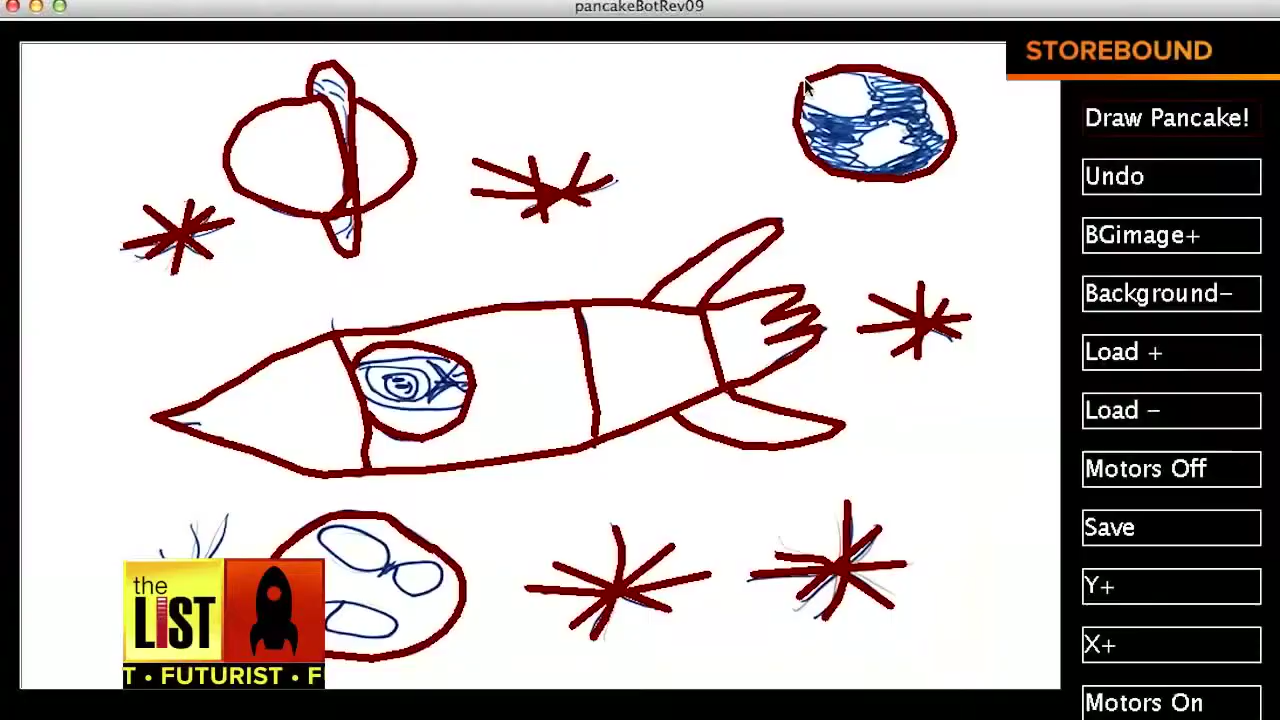 pancakeBotRev09
STOREBOUND
Draw Pancake!
Undo
BGimage+
Background-
Load +
Load -
Motors Off
Save
Y+
X+
Motors On
the
LIST
T • FUTURIST • F